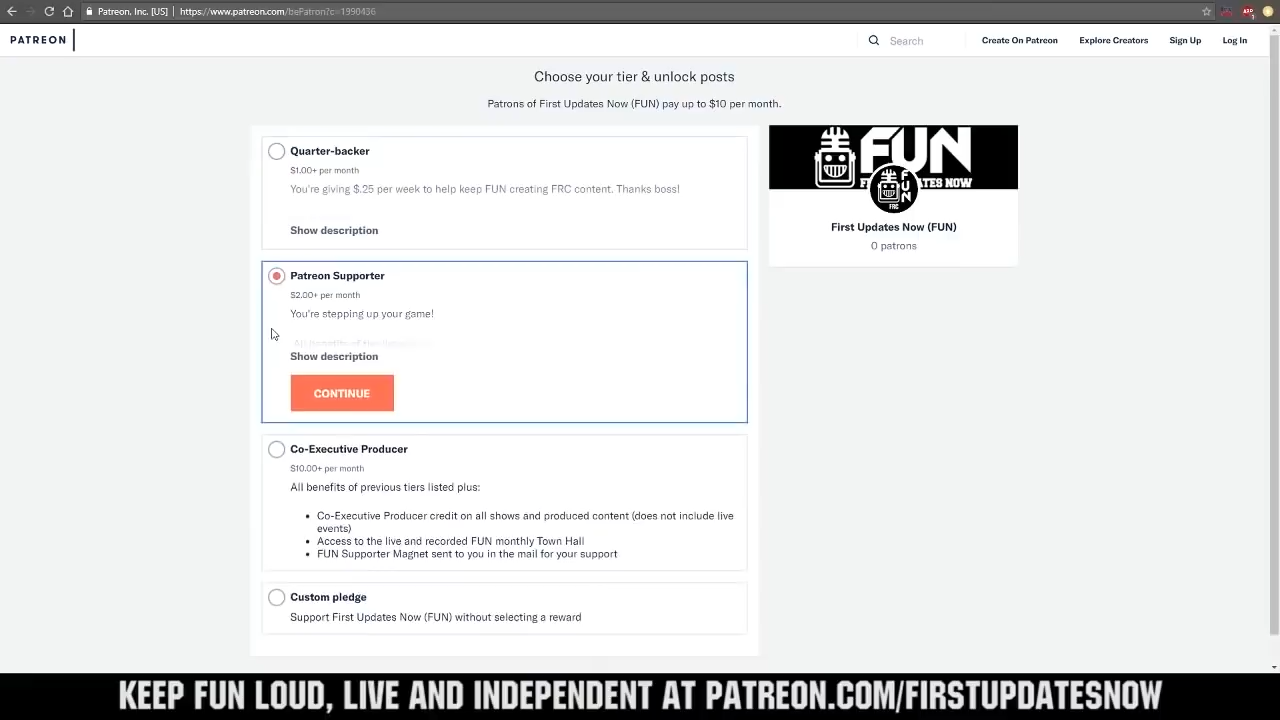 Patreon, Inc. [US] | https://www.patreon.com/bePatron?c=1990436
PATREON
Search
Create On Patreon
Explore Creators
Sign Up
Log In
Choose your tier & unlock posts
Patrons of First Updates Now (FUN) pay up to $10 per month.
Quarter-backer
$1.00+ per month
You're giving $.25 per week to help keep FUN creating FRC content. Thanks boss!
Show description
Patreon Supporter
$2.00+ per month
You're stepping up your game!
Show description
CONTINUE
Co-Executive Producer
$10.00+ per month
All benefits of previous tiers listed plus:
• Co-Executive Producer credit on all shows and produced content (does not include live
events)
• Access to the live and recorded FUN monthly Town Hall
• FUN Supporter Magnet sent to you in the mail for your support
Custom pledge
Support First Updates Now (FUN) without selecting a reward
FUN
FUN
FRC
First Updates Now (FUN)
0 patrons
KEEP FUN LOUD, LIVE AND INDEPENDENT AT PATREON.COM/FIRSTUPDATESNOW